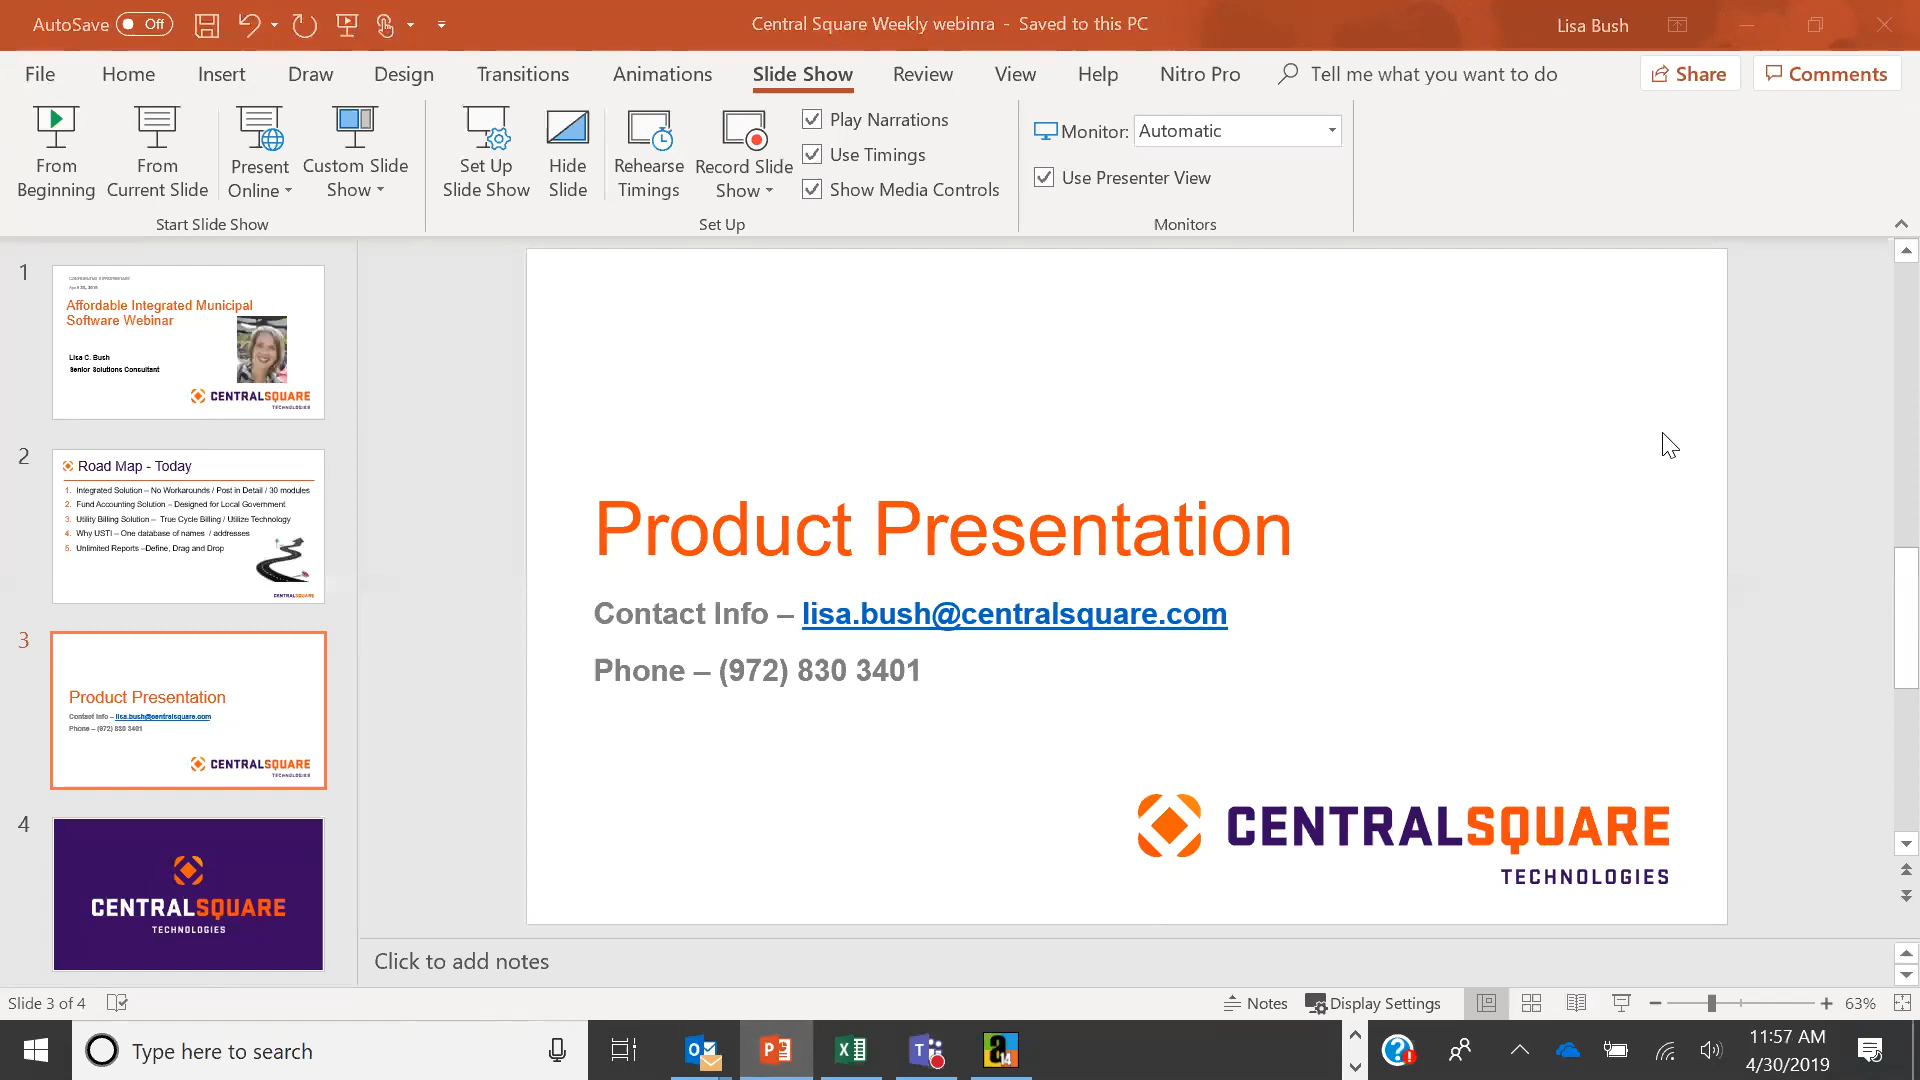 AutoSave Off
Central Square Weekly webinra - Saved to this PC
Lisa Bush
File Home Insert Draw Design Transitions Animations Slide Show Review View Help Nitro Pro Tell me what you want to do Share Comments
From Beginning
From Current Slide
Present Online
Custom Slide Show
Set Up Slide Show
Hide Slide
Rehearse Timings
Record Slide Show
Play Narrations
Use Timings
Show Media Controls
Monitor: Automatic
Use Presenter View
Start Slide Show
Set Up
Monitors
1
Affordable Integrated Municipal
Software Webinar
Lisa C. Bush
Senior Solutions Consultant
CENTRALSQUARE
TECHNOLOGIES
2
Road Map - Today
1. Integrated Solution – No Workarounds / Post in Detail / 30 modules
2. Fund Accounting Solution – Designed for Local Government
3. Utility Billing Solution – True Cycle Billing / Utilize Technology
4. Why USTI – One database of names / addresses
5. Unlimited Reports –Define, Drag and Drop
CENTRALSQUARE
3
Product Presentation
Contact Info – lisa.bush@centralsquare.com
Phone – (972) 830 3401
CENTRALSQUARE
TECHNOLOGIES
4
CENTRALSQUARE
TECHNOLOGIES
Product Presentation
Contact Info – lisa.bush@centralsquare.com
Phone – (972) 830 3401
CENTRALSQUARE
TECHNOLOGIES
Click to add notes
Slide 3 of 4
Notes
Display Settings
63%
Type here to search
11:57 AM
4/30/2019